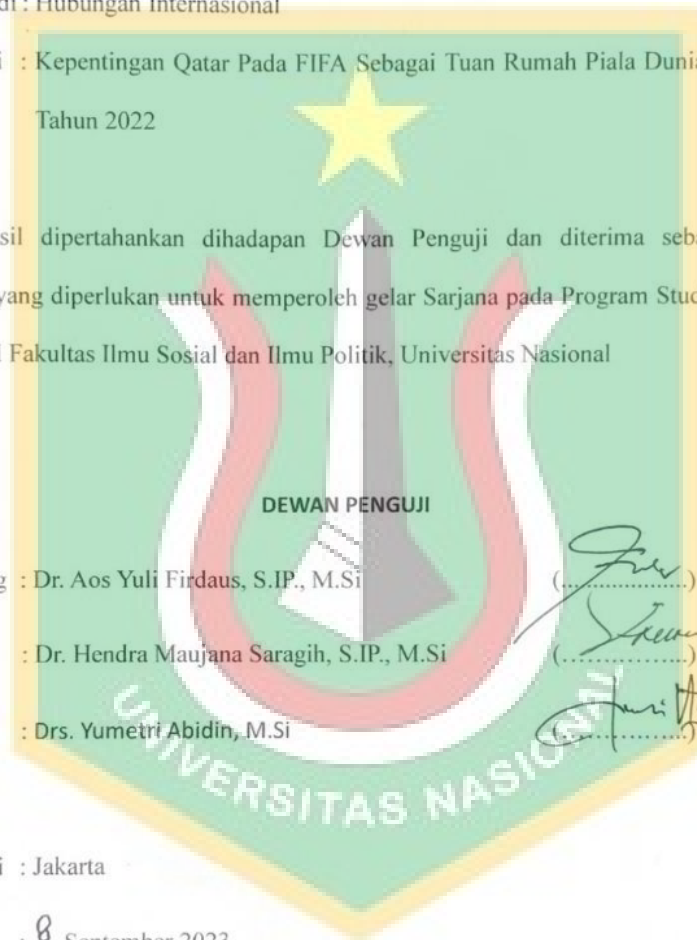 di : Hubungan Internasional
i : Kepentingan Qatar Pada FIFA Sebagai Tuan Rumah Piala Dunia
Tahun 2022
sil dipertahankan dihadapan Dewan Penguji dan diterima seba
yang diperlukan untuk memperoleh gelar Sarjana pada Program Stud
Fakultas Ilmu Sosial dan Ilmu Politik, Universitas Nasional
DEWAN PENGUJI
g : Dr. Aos Yuli Firdaus, S.IP., M.Si (.................)
: Dr. Hendra Maujana Saragih, S.IP., M.Si (.................)
: Drs. Yumetri Abidin, M.Si (.................)
UNIVERSITAS NASIONAL
i : Jakarta
: 8 September 2023